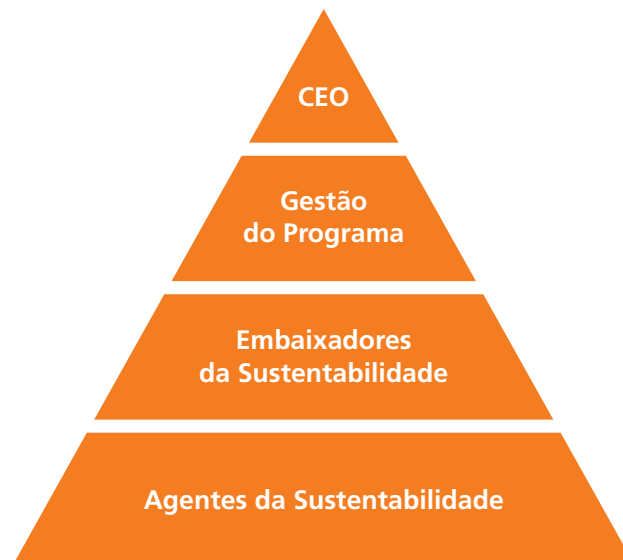 CEO
Gestão
do Programa
Embaixadores
da Sustentabilidade
Agentes da Sustentabilidade